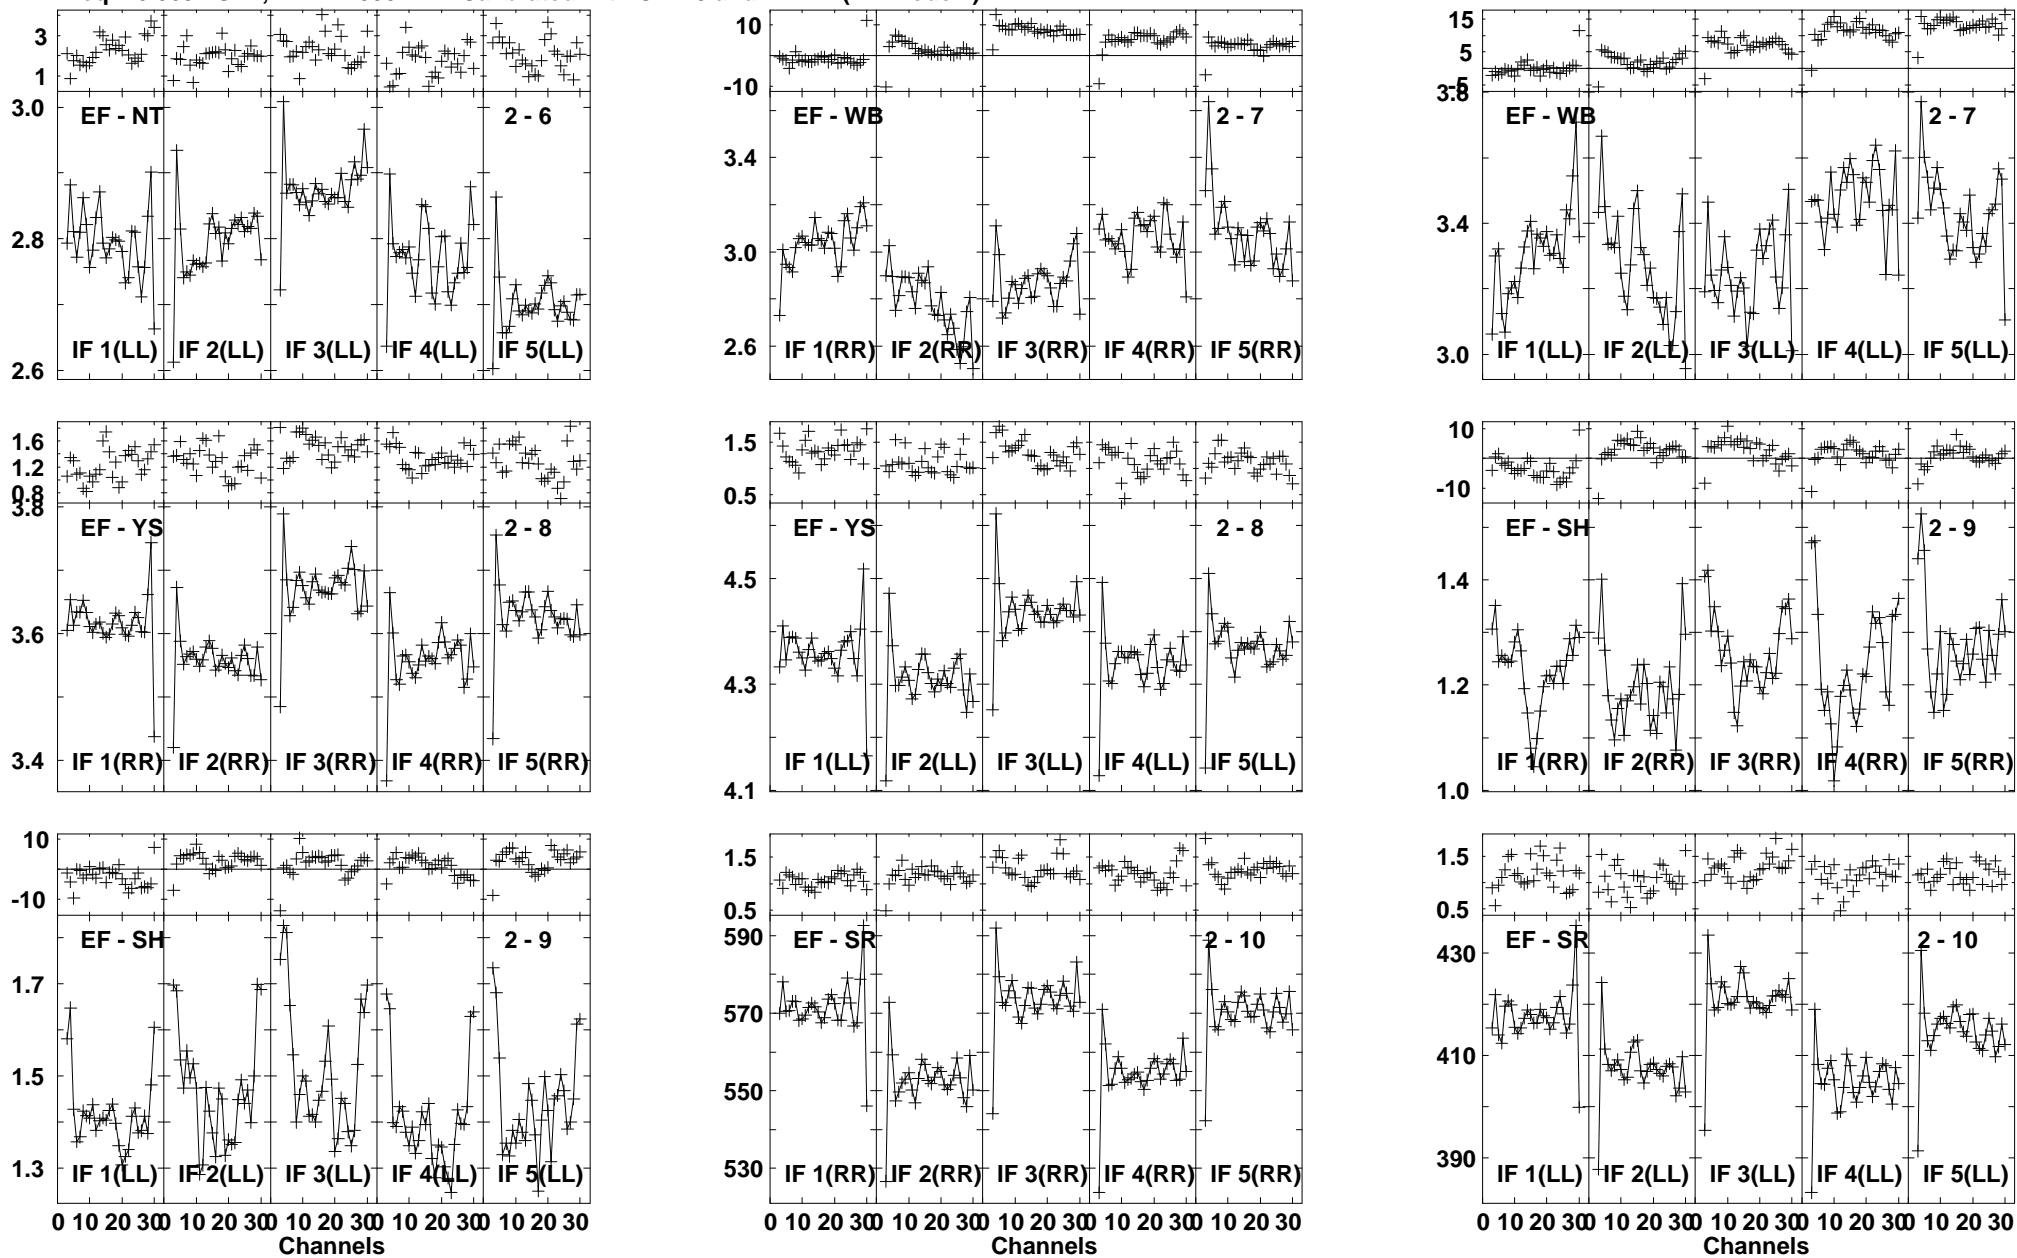 3
1
3.0
2.8
2.6
EF - NT
2 - 6
IF 1(LL) IF 2(LL) IF 3(LL) IF 4(LL) IF 5(LL)
10
-10
3.4
3.0
2.6
EF - WB
2 - 7
IF 1(RR) IF 2(RR) IF 3(RR) IF 4(RR) IF 5(RR)
15
5
-5
3.8
3.4
3.0
EF - WB
2 - 7
IF 1(LL) IF 2(LL) IF 3(LL) IF 4(LL) IF 5(LL)
1.6
1.2
0.8
3.8
3.6
3.4
EF - YS
2 - 8
IF 1(RR) IF 2(RR) IF 3(RR) IF 4(RR) IF 5(RR)
1.5
0.5
4.5
4.3
4.1
EF - YS
2 - 8
IF 1(LL) IF 2(LL) IF 3(LL) IF 4(LL) IF 5(LL)
10
-10
1.4
1.2
1.0
EF - SH
2 - 9
IF 1(RR) IF 2(RR) IF 3(RR) IF 4(RR) IF 5(RR)
10
-10
1.7
1.5
1.3
EF - SH
2 - 9
IF 1(LL) IF 2(LL) IF 3(LL) IF 4(LL) IF 5(LL)
0 10 20 30 0 10 20 30 0 10 20 30 0 10 20 30 0 10 20 30
Channels
1.5
0.5
590
570
550
530
EF - SR
2 - 10
IF 1(RR) IF 2(RR) IF 3(RR) IF 4(RR) IF 5(RR)
0 10 20 30 0 10 20 30 0 10 20 30 0 10 20 30 0 10 20 30
Channels
1.5
0.5
430
410
390
EF - SR
2 - 10
IF 1(LL) IF 2(LL) IF 3(LL) IF 4(LL) IF 5(LL)
0 10 20 30 0 10 20 30 0 10 20 30 0 10 20 30 0 10 20 30
Channels